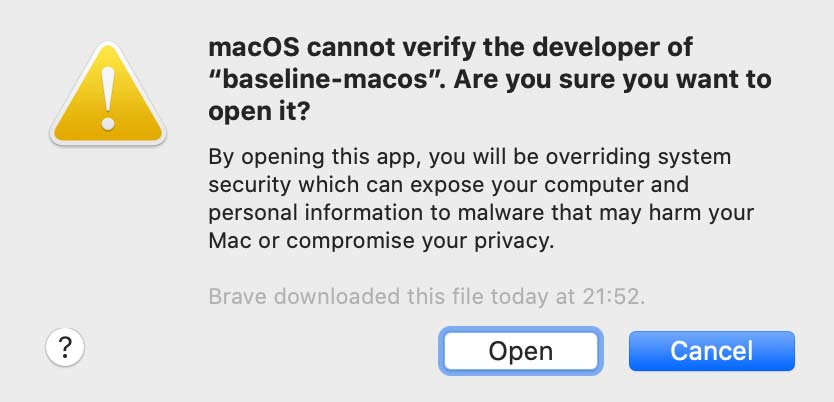 macOS cannot verify the developer of
“baseline-macos”. Are you sure you want to
open it?
By opening this app, you will be overriding system
security which can expose your computer and
personal information to malware that may harm your
Mac or compromise your privacy.
Brave downloaded this file today at 21:52.
?
Open
Cancel